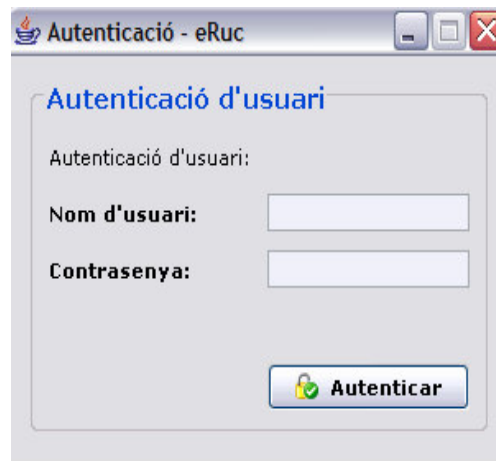 Autenticació - eRuc
Autenticació d'usuari
Autenticació d'usuari:
Nom d'usuari:
Contrasenya:
Autenticar